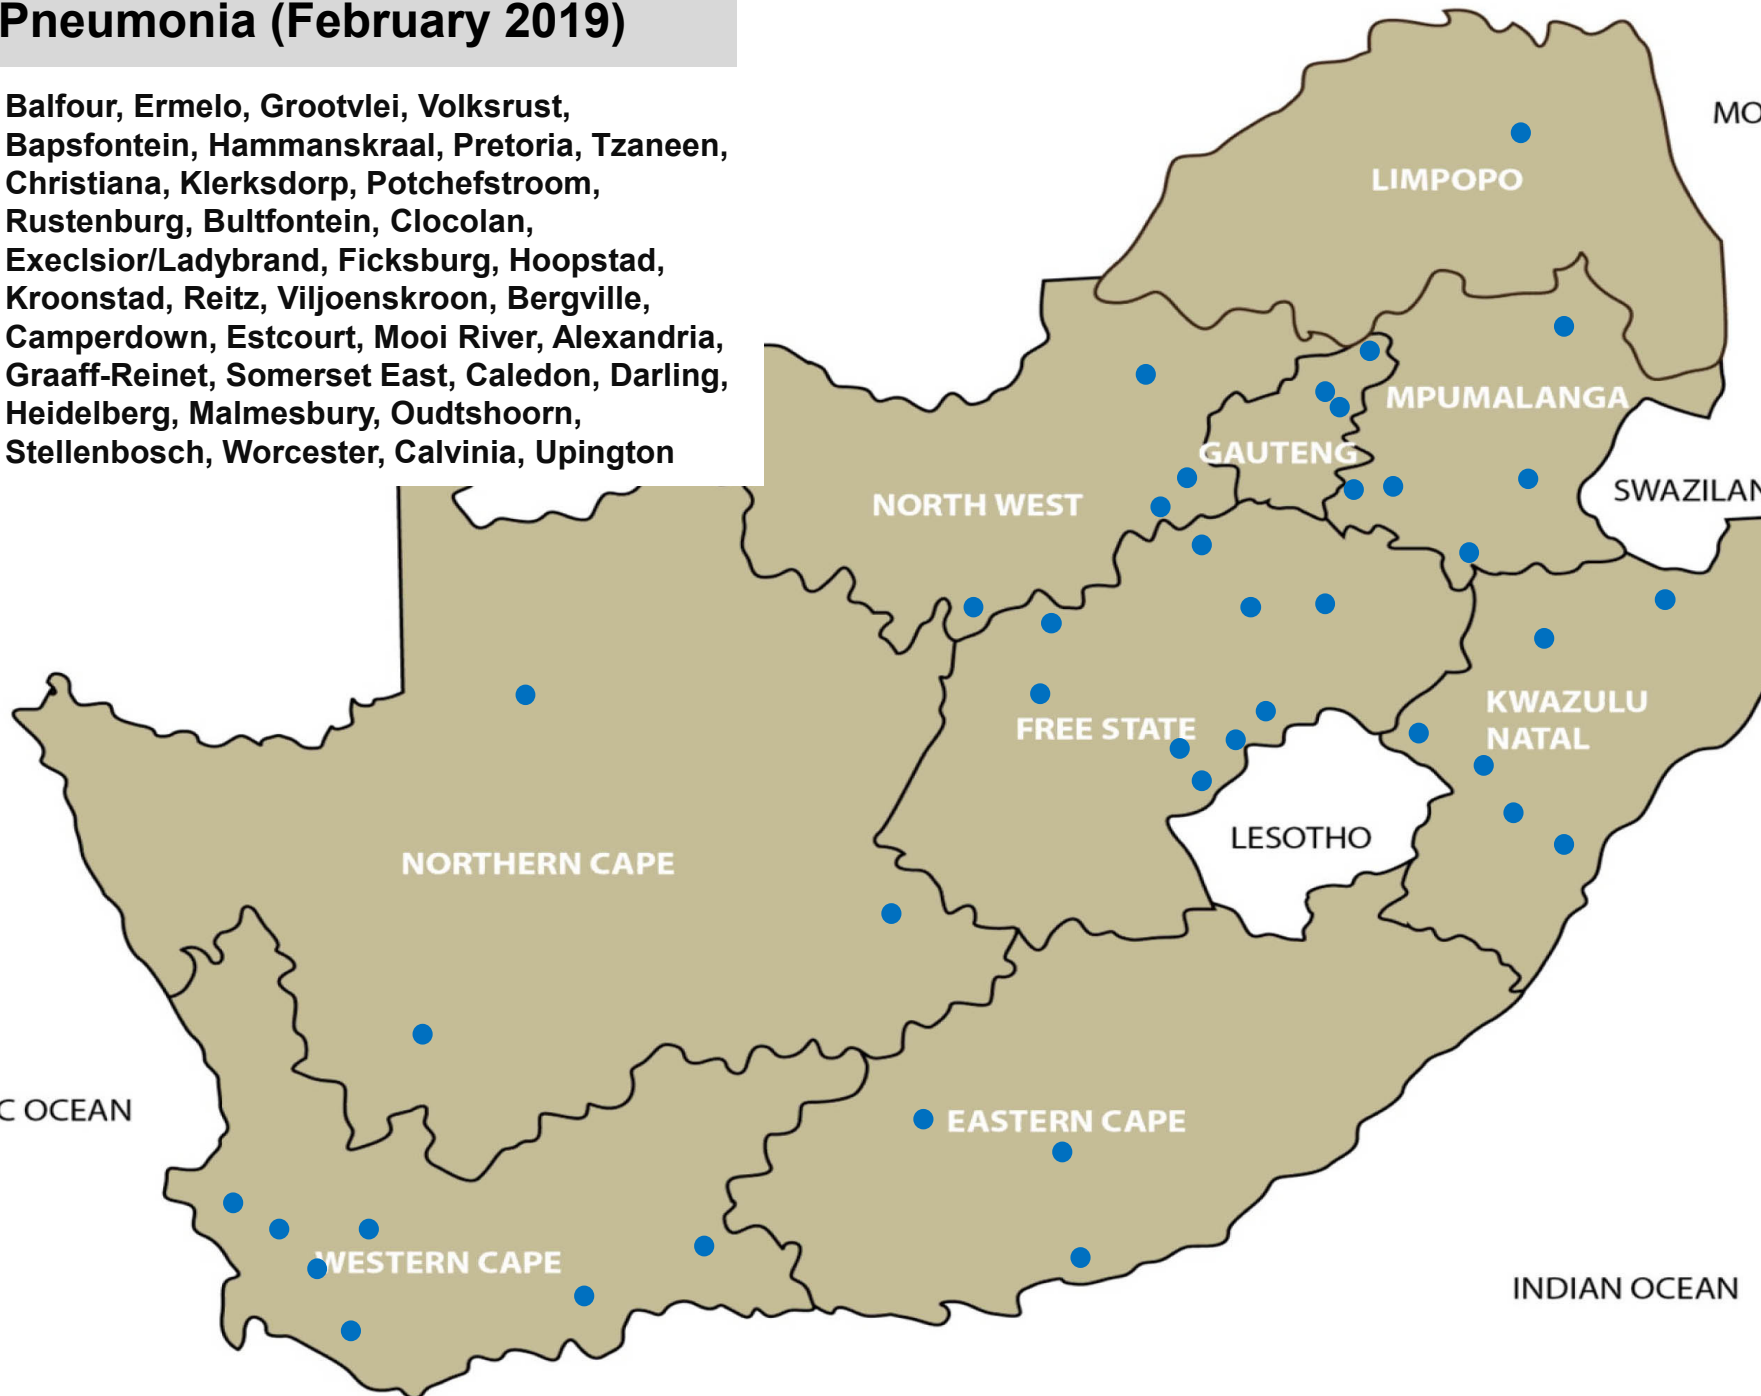 Pneumonia (February 2019)
Balfour, Ermelo, Grootvlei, Volksrust,
Bapsfontein, Hammanskraal, Pretoria, Tzaneen,
Christiana, Klerksdorp, Potchefstroom,
Rustenburg, Bultfontein, Clocolan,
Execlsior/Ladybrand, Ficksburg, Hoopstad,
Kroonstad, Reitz, Viljoenskroon, Bergville,
Camperdown, Estcourt, Mooi River, Alexandria,
Graaff-Reinet, Somerset East, Caledon, Darling,
Heidelberg, Malmesbury, Oudtshoorn,
Stellenbosch, Worcester, Calvinia, Upington
MO
LIMPOPO
MPUMALANGA
GAUTENG
NORTH WEST
SWAZILAN
KWAZULU
NATAL
FREE STATE
LESOTHO
NORTHERN CAPE
C OCEAN
EASTERN CAPE
WESTERN CAPE
INDIAN OCEAN